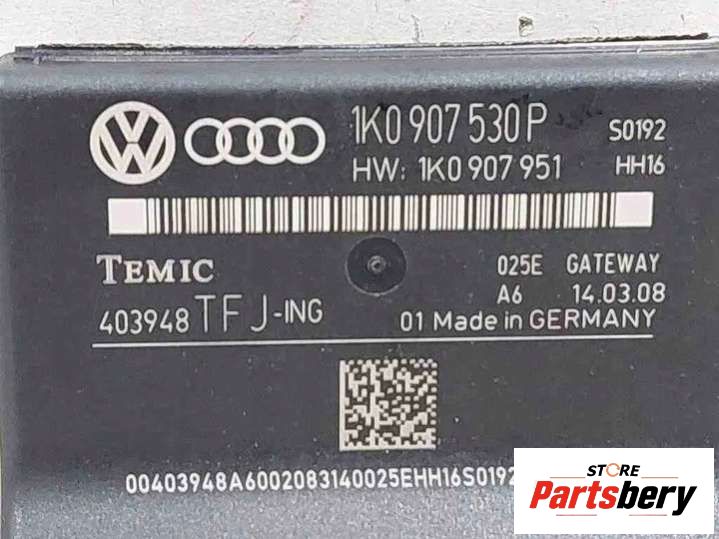 1K0 907 530P S0192
HW: 1K0 907 951 HH16
TEMIC 025E GATEWAY
A6 14.03.08
403948 TFJ-ING 01 Made in GERMANY
00403948A6002083140025EHH16S0192
STORE
Partsbery